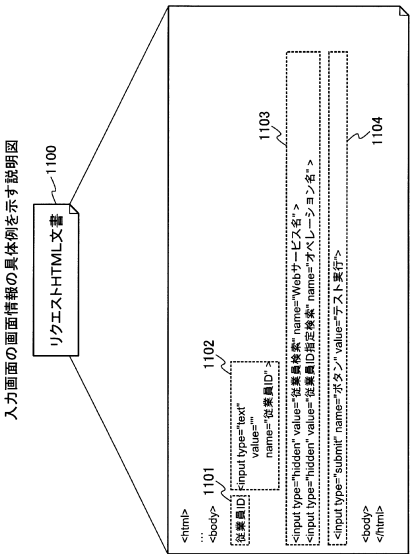 入力画面の画面情報の具体例を示す説明図
リクエストHTML文書
1100
<html>
...
<body>
1101
従業員ID
1102
<input type="text"
value=""
name="従業員ID" >
1103
<input type="hidden" value="従業員検索" name="Webサービス名" >
<input type="hidden" value="従業員ID指定検索" name="オペレーション名" >
<input type="submit" name="ボタン" value="テスト実行">
1104
<body>
</html>